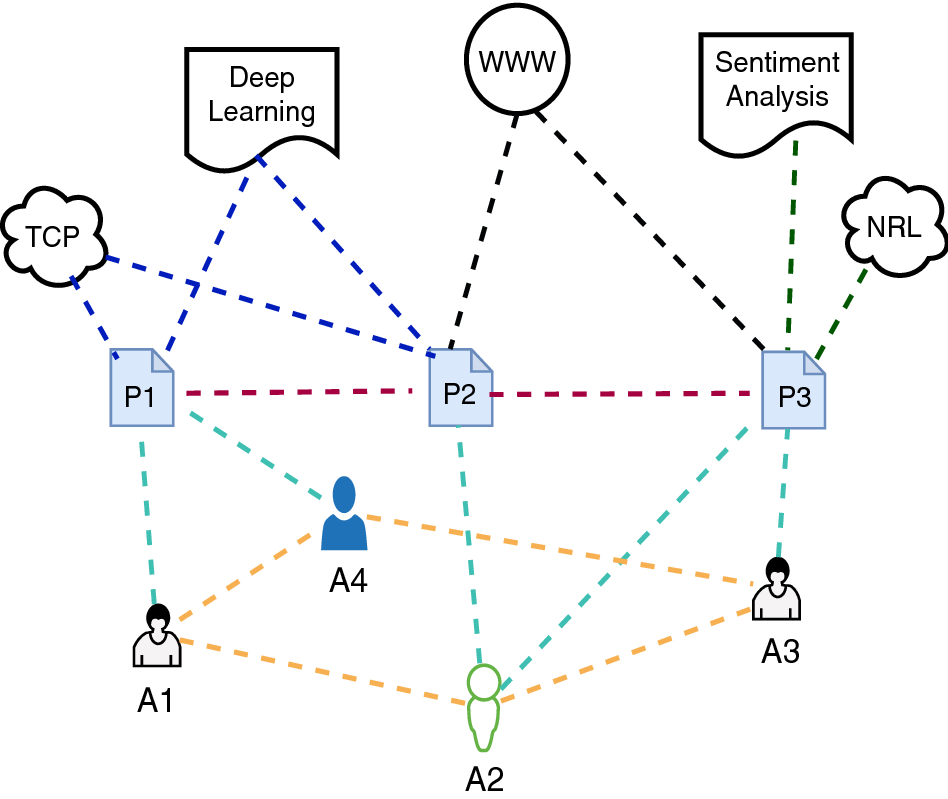 WWW
Deep
Learning
Sentiment
Analysis
TCP
NRL
P1
P2
P3
A4
A3
A1
A2